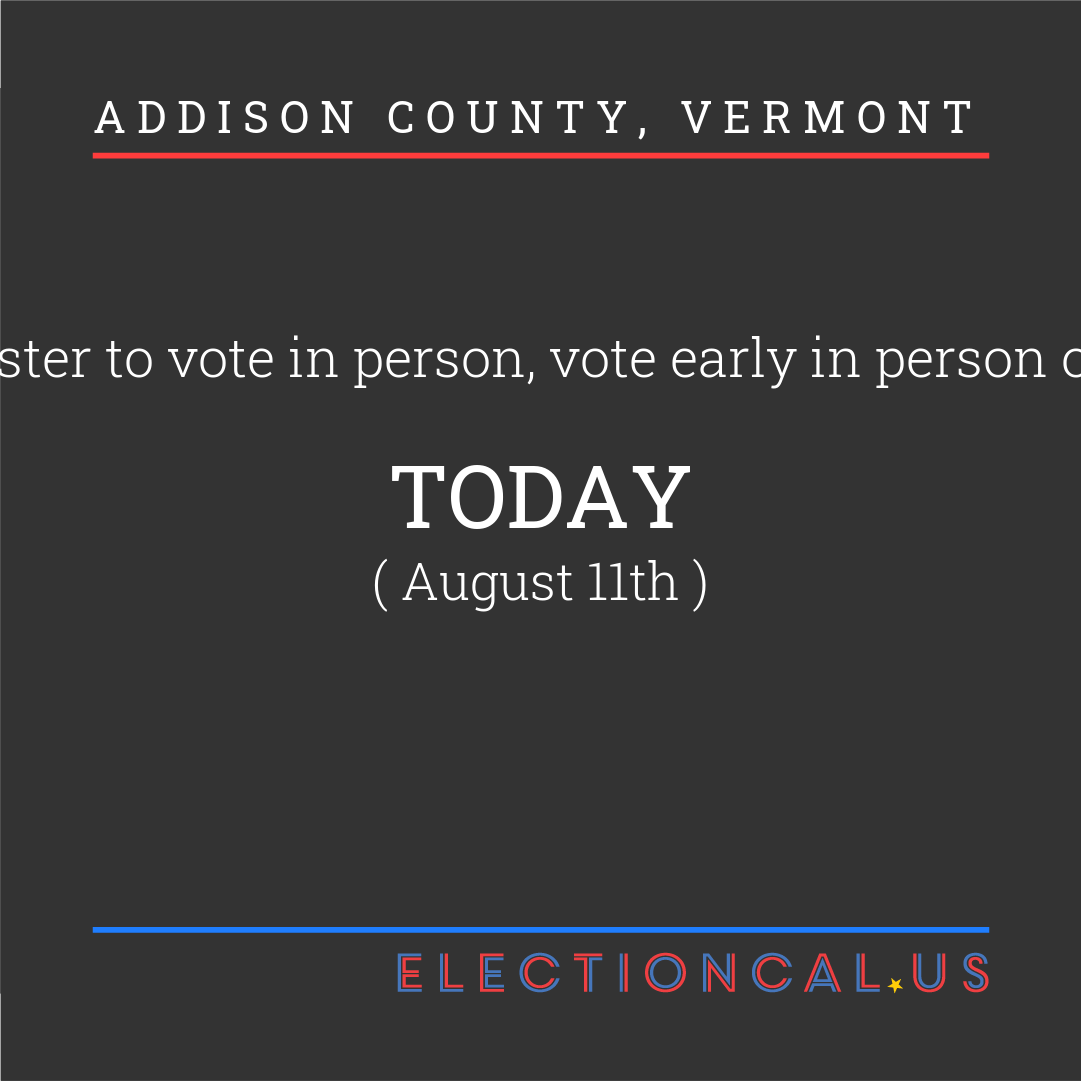 ADDISON COUNTY, VERMONT
ster to vote in person, vote early in person
TODAY
( August 11th )
ELECTIONCAL.US